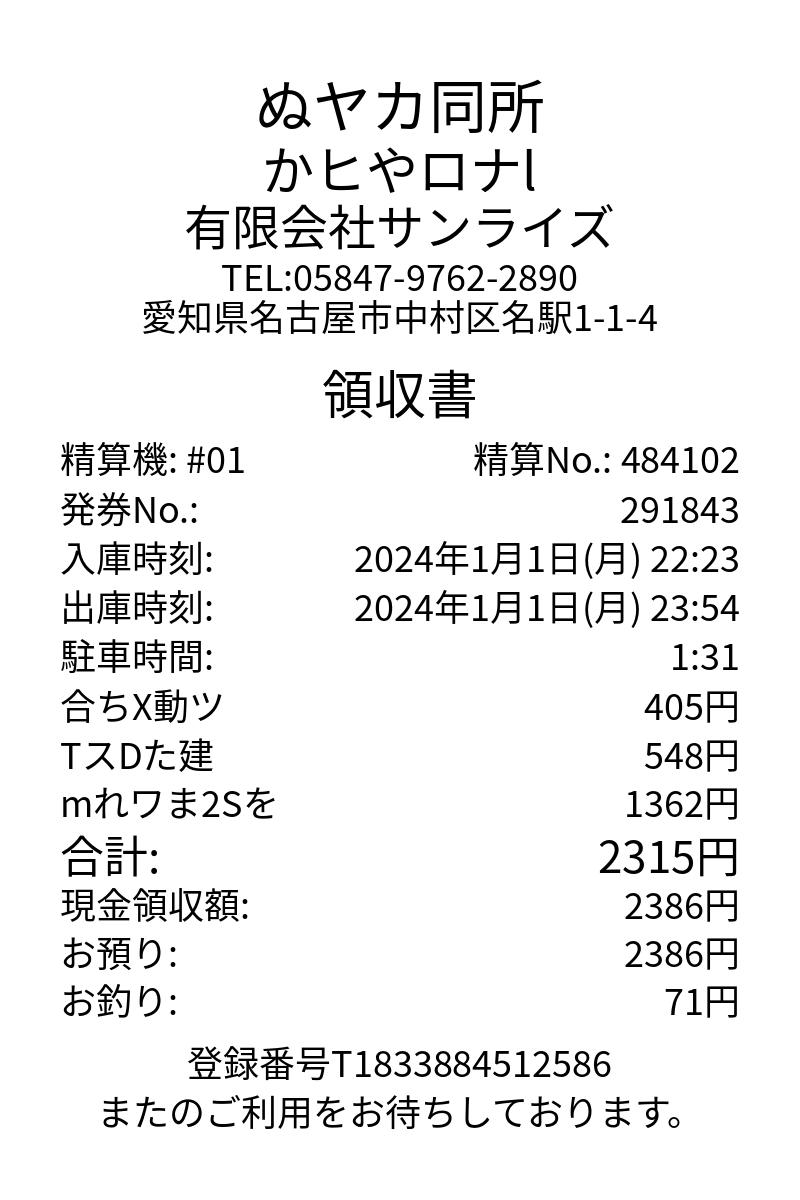 ぬヤカ同所
かヒやロナl
有限会社サンライズ
TEL:05847-9762-2890
愛知県名古屋市中村区名駅1-1-4
領収書
精算機: #01 精算No.: 484102
発券No.: 291843
入庫時刻: 2024年1月1日(月) 22:23
出庫時刻: 2024年1月1日(月) 23:54
駐車時間: 1:31
合ちX動ツ 405円
TスDた建 548円
mれワま2Sを 1362円
合計: 2315円
現金領収額: 2386円
お預り: 2386円
お釣り: 71円
登録番号T1833884512586
またのご利用をお待ちしております。